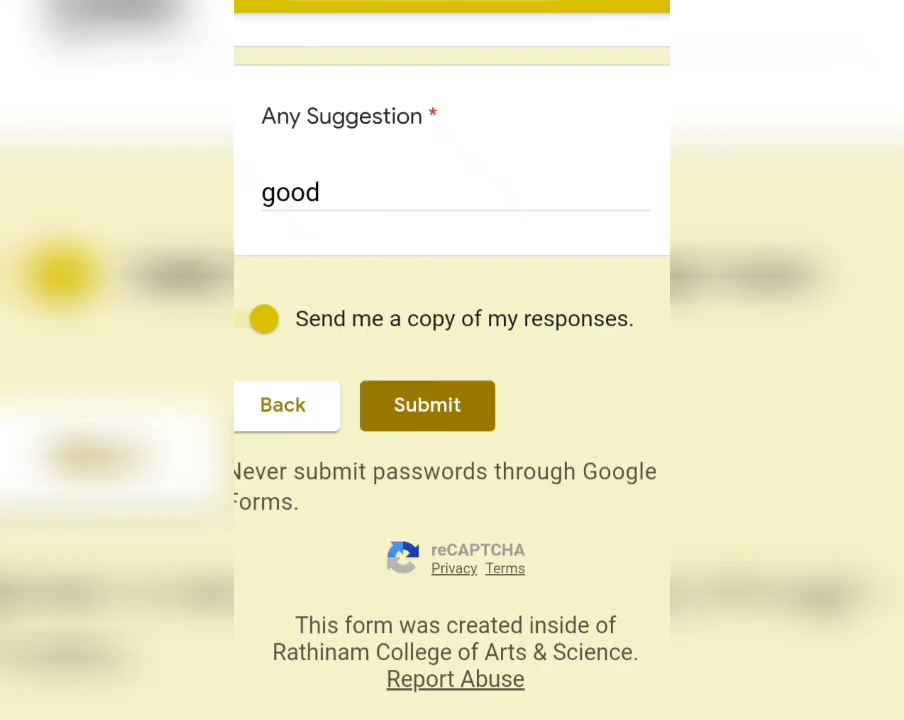 Any Suggestion *
good
Send me a copy of my responses.
Back Submit
Never submit passwords through Google
Forms.
reCAPTCHA
Privacy Terms
This form was created inside of
Rathinam College of Arts & Science.
Report Abuse